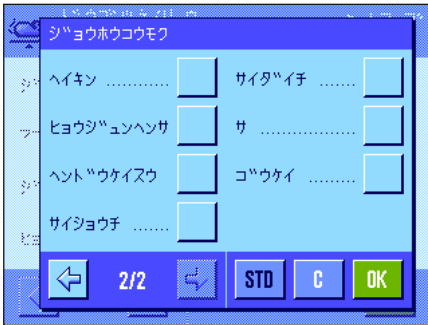 ジョウホウコウモク
ヘイキン ............
サイダイチ .......
ヒョウジュンヘンサ
サ ..................
ヘンドウケイスウ
ゴウケイ .........
サイショウチ .......
2/2
STD
C
OK